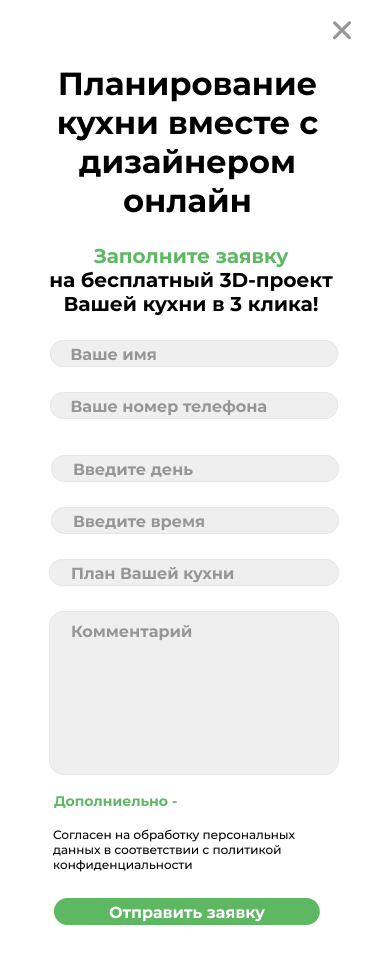 Планирование
кухни вместе с
дизайнером
онлайн
Заполните заявку
на бесплатный 3D-проект
Вашей кухни в 3 клика!
Ваше имя
Ваше номер телефона
Введите день
Введите время
План Вашей кухни
Комментарий
Дополниельно -
Согласен на обработку персональных
данных в соответствии с политикой
конфиденциальности
Отправить заявку